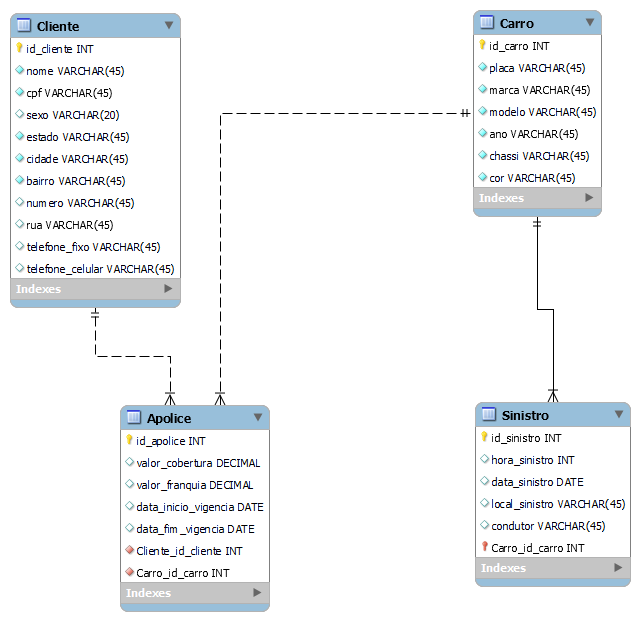 Cliente
id_cliente INT
nome VARCHAR(45)
cpf VARCHAR(45)
sexo VARCHAR(20)
estado VARCHAR(45)
cidade VARCHAR(45)
bairro VARCHAR(45)
numero VARCHAR(45)
rua VARCHAR(45)
telefone_fixo VARCHAR(45)
telefone_celular VARCHAR(45)
Indexes
Carro
id_carro INT
placa VARCHAR(45)
marca VARCHAR(45)
modelo VARCHAR(45)
ano VARCHAR(45)
chassi VARCHAR(45)
cor VARCHAR(45)
Indexes
Apolice
id_apolice INT
valor_cobertura DECIMAL
valor_franquia DECIMAL
data_inicio_vigencia DATE
data_fim_vigencia DATE
Cliente_id_cliente INT
Carro_id_carro INT
Indexes
Sinistro
id_sinistro INT
hora_sinistro INT
data_sinistro DATE
local_sinistro VARCHAR(45)
condutor VARCHAR(45)
Carro_id_carro INT
Indexes